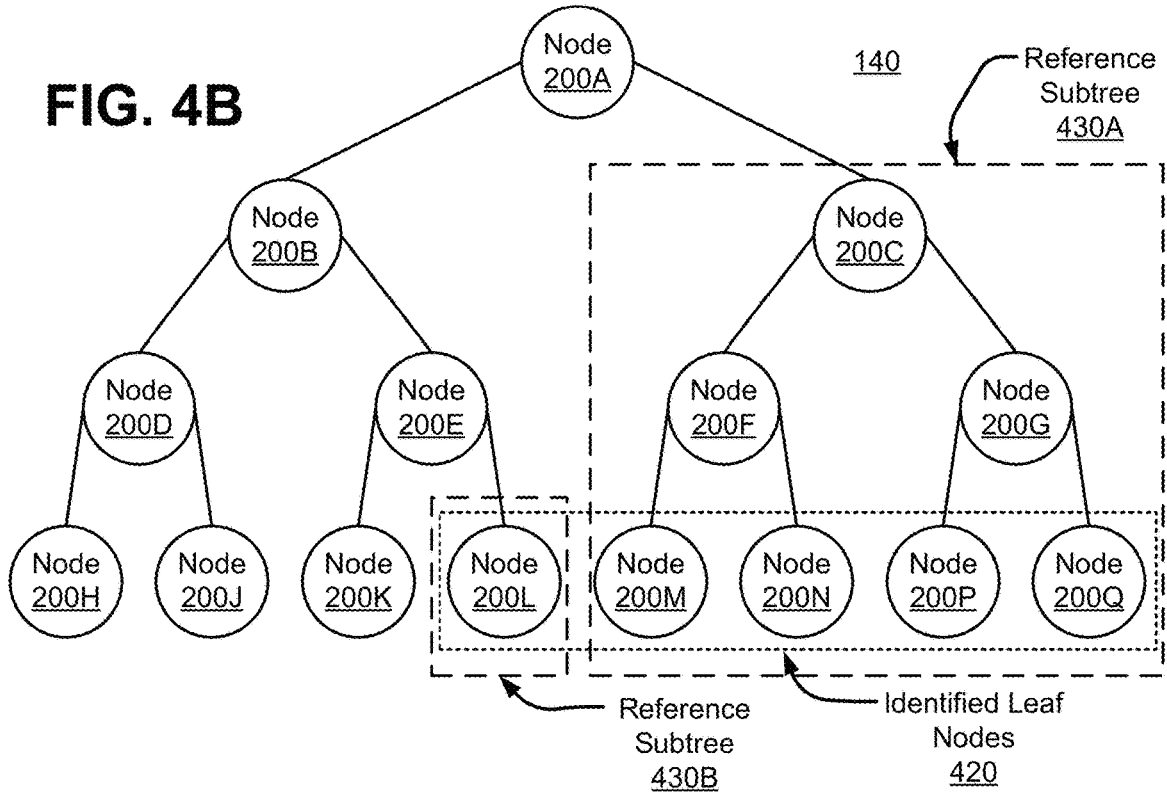 FIG. 4B
Node
200A
140
Reference
Subtree
430A
Node
200B
Node
200C
Node
200D
Node
200E
Node
200F
Node
200G
Node
200H
Node
200J
Node
200K
Node
200L
Node
200M
Node
200N
Node
200P
Node
200Q
Reference
Subtree
430B
Identified Leaf
Nodes
420